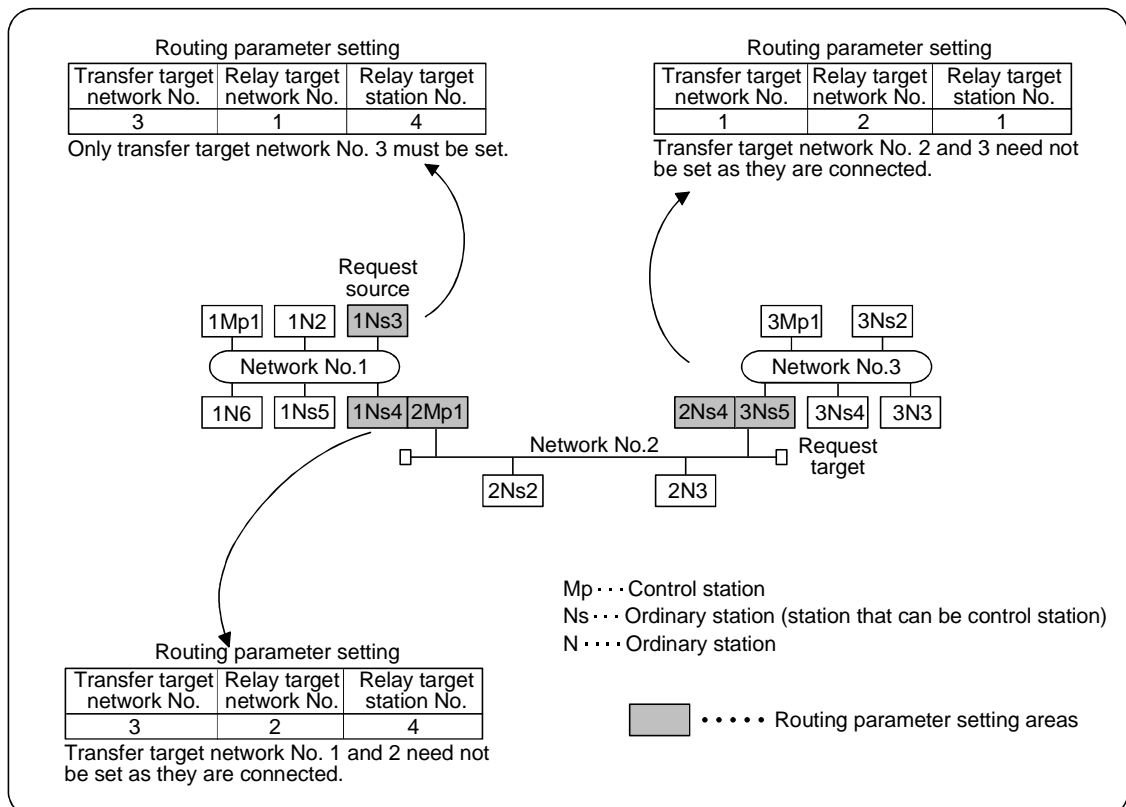 Routing parameter setting
Transfer target network No. Relay target network No. Relay target station No.
3 1 4
Only transfer target network No. 3 must be set.
Routing parameter setting
Transfer target network No. Relay target network No. Relay target station No.
1 2 1
Transfer target network No. 2 and 3 need not
be set as they are connected.
Request
source
1Mp1 1N2 1Ns3
Network No.1
1N6 1Ns5 1Ns4 2Mp1
3Mp1 3Ns2
Network No.3
2Ns4 3Ns5 3Ns4 3N3
Request
target
Network No.2
2Ns2 2N3
Mp · · · Control station
Ns · · · Ordinary station (station that can be control station)
N · · · · Ordinary station
Routing parameter setting
Transfer target network No. Relay target network No. Relay target station No.
3 2 4
Transfer target network No. 1 and 2 need not
be set as they are connected.
· · · · · Routing parameter setting areas